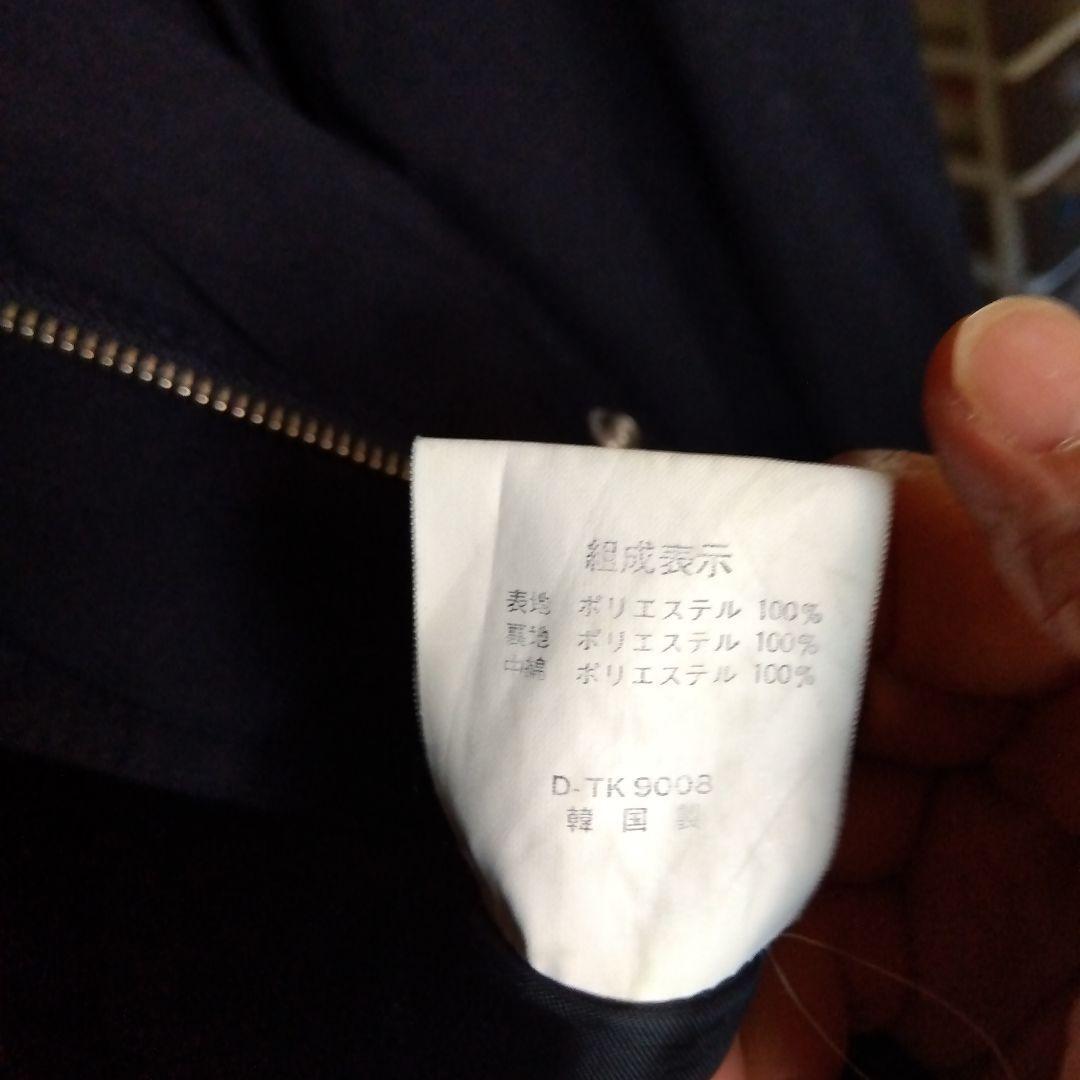 組成表示
表地 ポリエステル 100%
裏地 ポリエステル 100%
中綿 ポリエステル 100%
D-TK 9008
韓国製